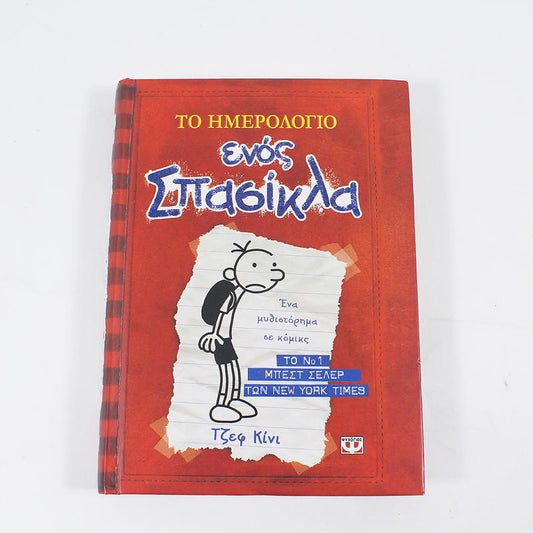 ΤΟ ΗΜΕΡΟΛΟΓΙΟ
ενός
Σπασίκλα
Ένα
μυθιστόρημα
σε κόμικς
ΤΟ Νο 1
ΜΠΕΣΤ ΣΕΛΕΡ
ΤΩΝ NEW YORK TIMES
Τζεφ Κίνι
ΨΥΧΟΓΙΟΣ